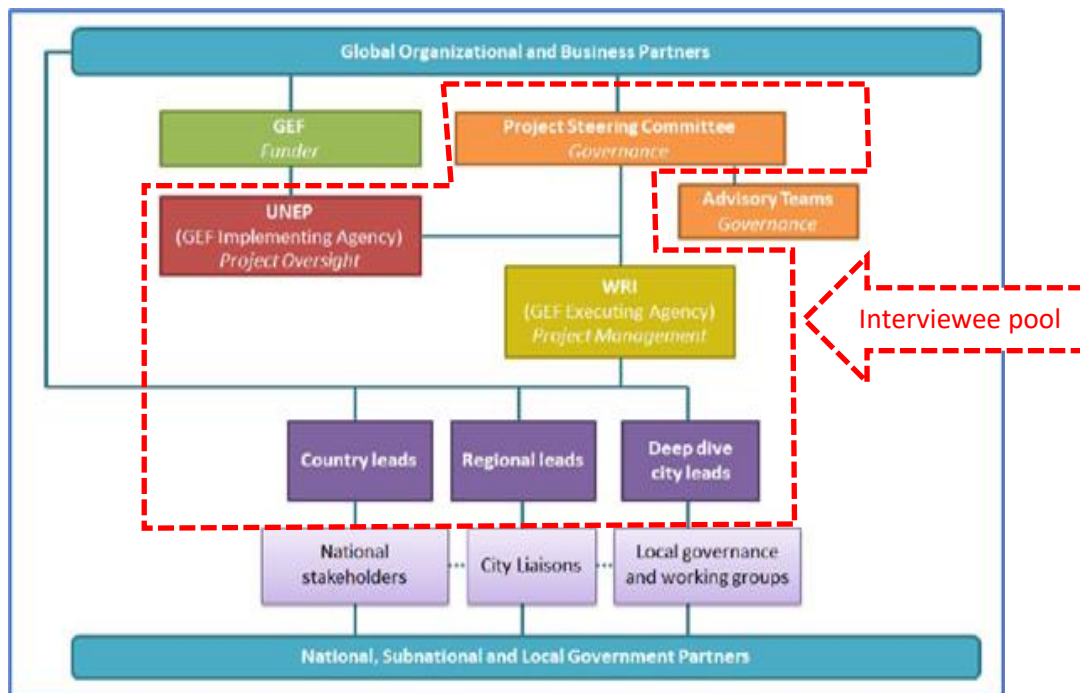 Global Organizational and Business Partners
GEF
Funder
Project Steering Committee
Governance
UNEP
(GEF Implementing Agency)
Project Oversight
Advisory Teams
Governance
WRI
(GEF Executing Agency)
Project Management
Interviewee pool
Country leads
Regional leads
Deep dive
city leads
National
stakeholders
City Liaisons
Local governance
and working groups
National, Subnational and Local Government Partners